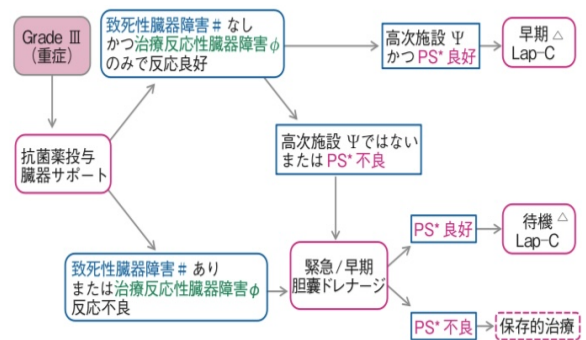 Grade Ⅲ
(重症)
致死性臓器障害# なし
かつ治療反応性臓器障害φ
のみで反応良好
高次施設 Ψ
かつ PS* 良好
早期 △
Lap-C
抗菌薬投与
臓器サポート
高次施設 Ψではない
または PS* 不良
致死性臓器障害# あり
または治療反応性臓器障害φ
反応不良
緊急/早期
胆嚢ドレナージ
PS* 良好
待機 △
Lap-C
PS* 不良
保存的治療